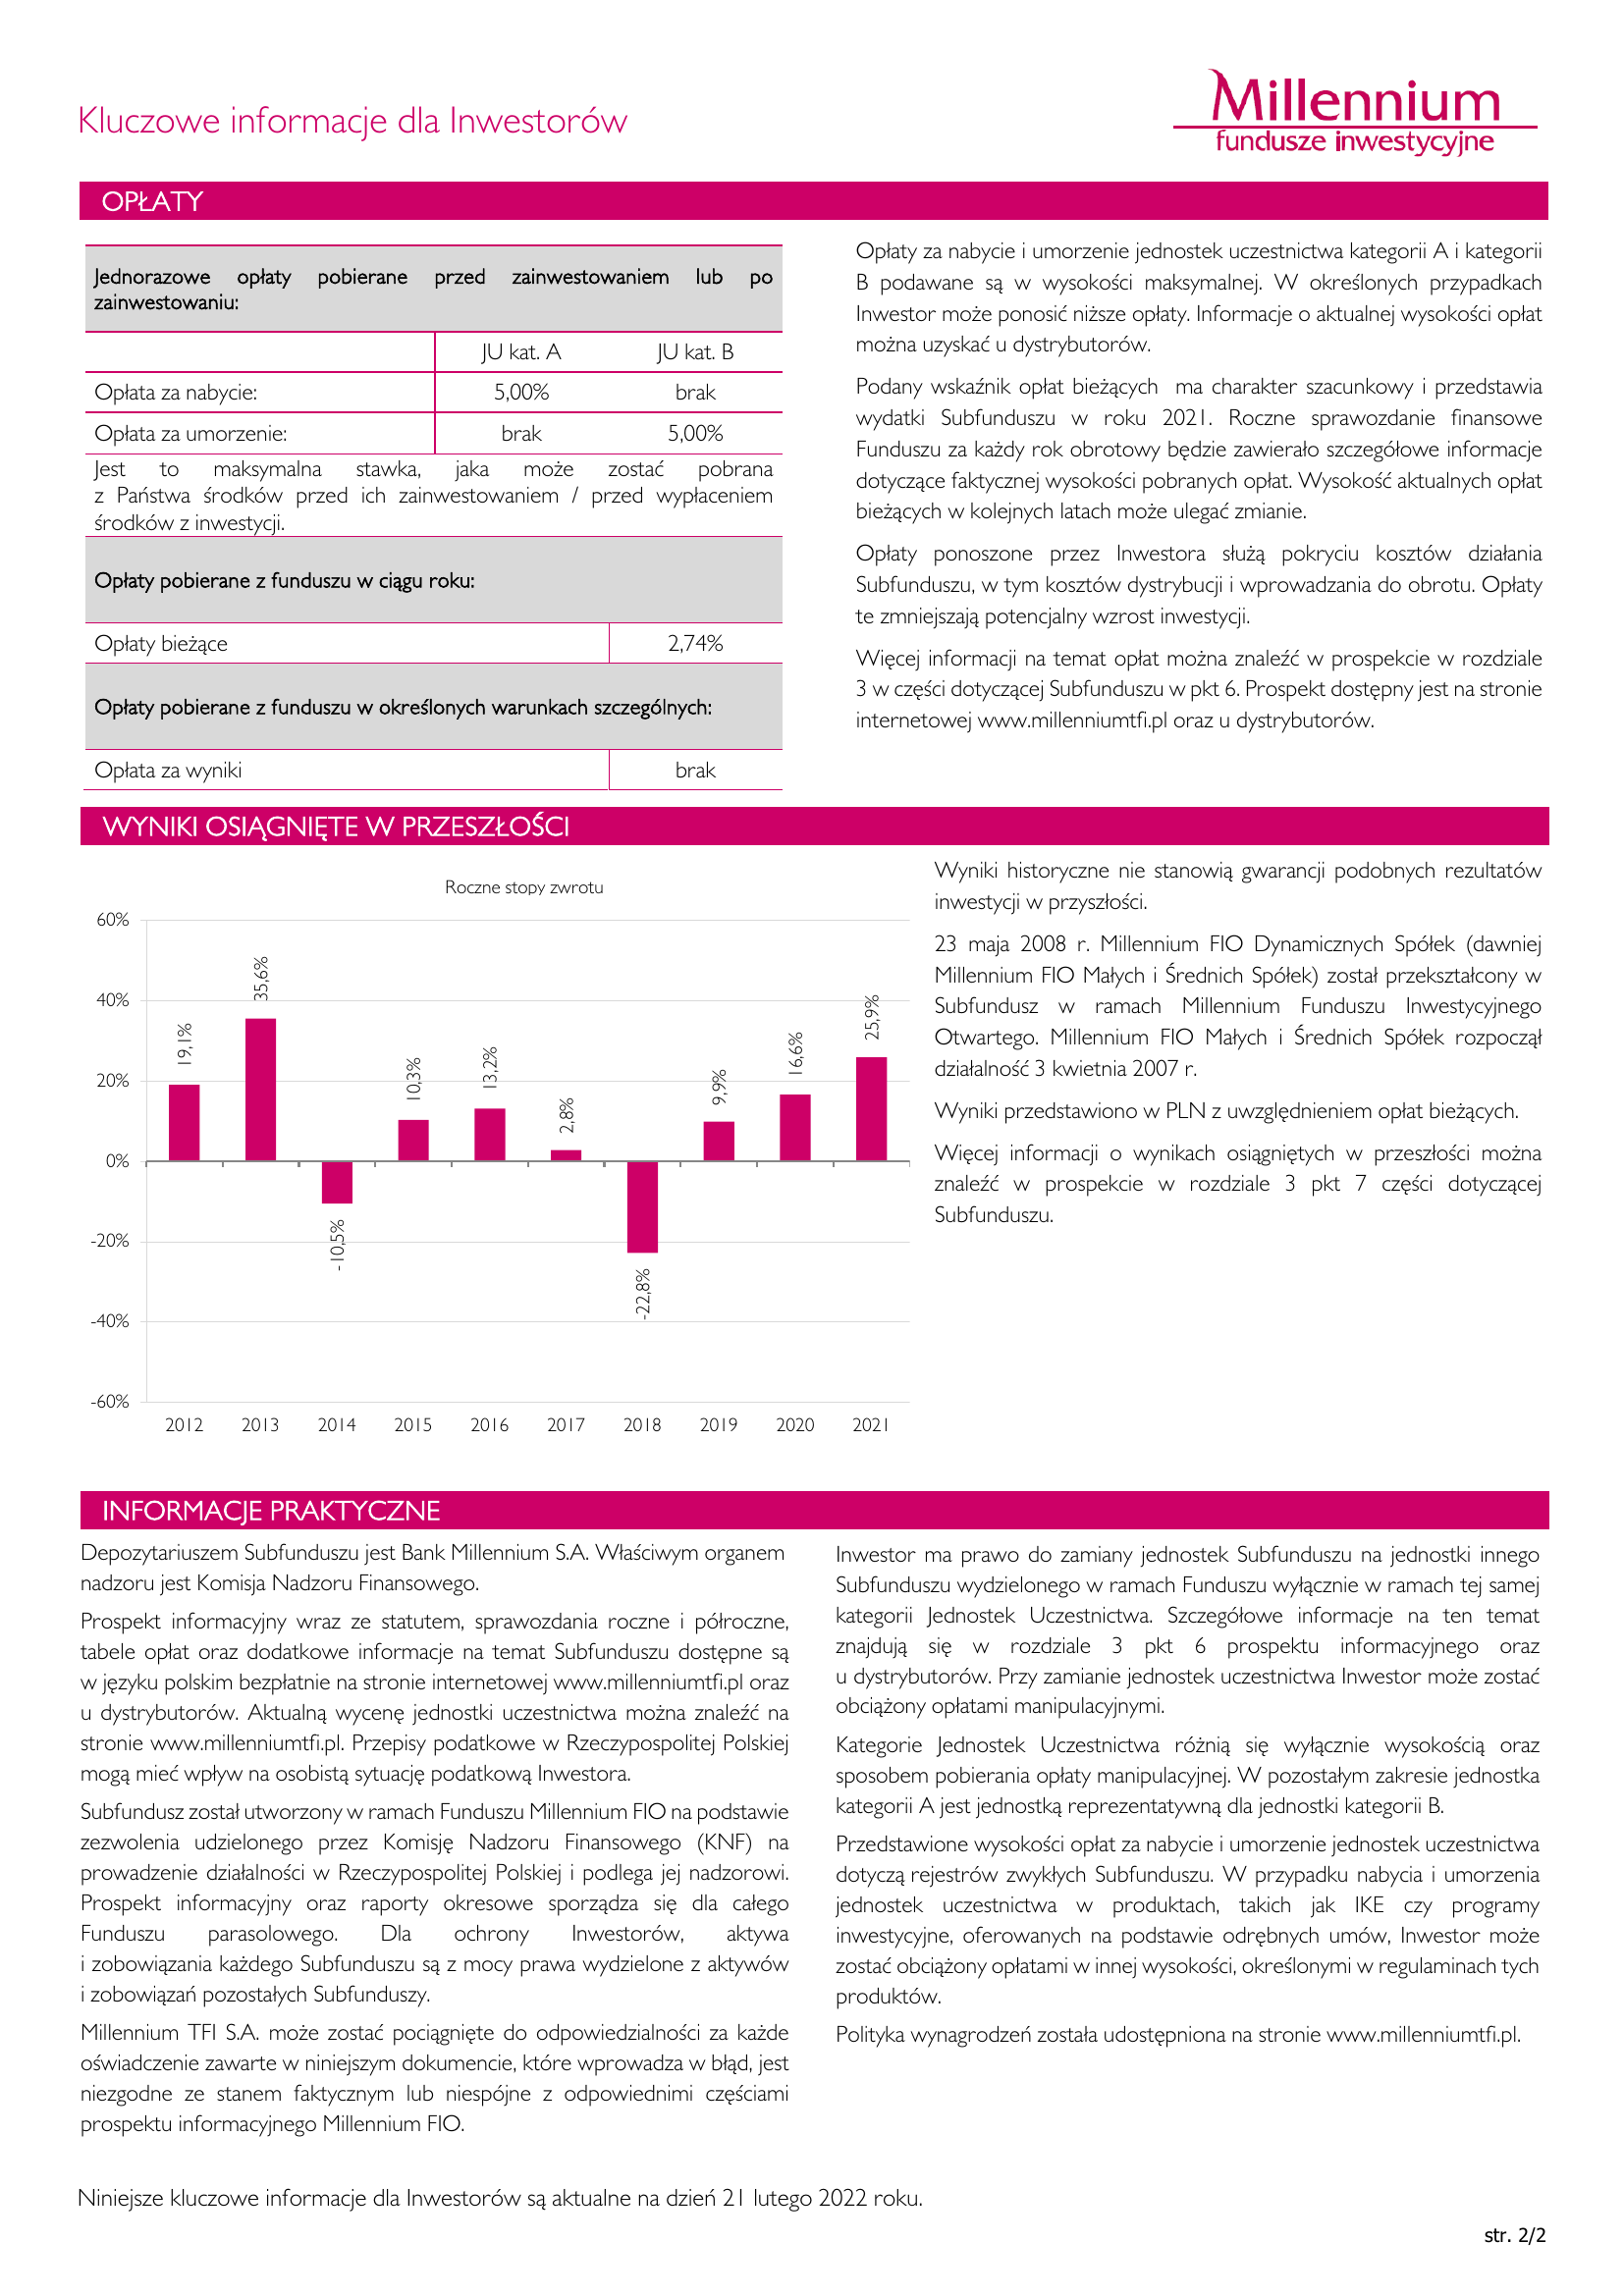 Kluczowe informacje dla Inwestorów
Millennium
fundusze inwestycyjne
OPŁATY
Jednorazowe opłaty pobierane przed zainwestowaniem lub po
zainwestowaniu:
JU kat. A JU kat. B
Opłata za nabycie: 5,00% brak
Opłata za umorzenie: brak 5,00%
Jest to maksymalna stawka, jaka może zostać pobrana
z Państwa środków przed ich zainwestowaniem / przed wypłaceniem
środków z inwestycji.
Opłaty pobierane z funduszu w ciągu roku:
Opłaty bieżące 2,74%
Opłaty pobierane z funduszu w określonych warunkach szczególnych:
Opłata za wyniki brak
Opłaty za nabycie i umorzenie jednostek uczestnictwa kategorii A i kategorii
B podawane są w wysokości maksymalnej. W określonych przypadkach
Inwestor może ponosić niższe opłaty. Informacje o aktualnej wysokości opłat
można uzyskać u dystrybutorów.
Podany wskaźnik opłat bieżących ma charakter szacunkowy i przedstawia
wydatki Subfunduszu w roku 2021. Roczne sprawozdanie finansowe
Funduszu za każdy rok obrotowy będzie zawierało szczegółowe informacje
dotyczące faktycznej wysokości pobranych opłat. Wysokość aktualnych opłat
bieżących w kolejnych latach może ulegać zmianie.
Opłaty ponoszone przez Inwestora służą pokryciu kosztów działania
Subfunduszu, w tym kosztów dystrybucji i wprowadzania do obrotu. Opłaty
te zmniejszają potencjalny wzrost inwestycji.
Więcej informacji na temat opłat można znaleźć w prospekcie w rozdziale
3 w części dotyczącej Subfunduszu w pkt 6. Prospekt dostępny jest na stronie
internetowej www.millenniumtfi.pl oraz u dystrybutorów.
WYNIKI OSIĄGNIĘTE W PRZESZŁOŚCI
Roczne stopy zwrotu
60%
40%
20%
0%
-20%
-40%
-60%
19,1%
35,6%
-10,5%
10,3%
13,2%
2,8%
-22,8%
9,9%
16,6%
25,9%
2012 2013 2014 2015 2016 2017 2018 2019 2020 2021
Wyniki historyczne nie stanowią gwarancji podobnych rezultatów
inwestycji w przyszłości.
23 maja 2008 r. Millennium FIO Dynamicznych Spółek (dawniej
Millennium FIO Małych i Średnich Spółek) został przekształcony w
Subfundusz w ramach Millennium Funduszu Inwestycyjnego
Otwartego. Millennium FIO Małych i Średnich Spółek rozpoczął
działalność 3 kwietnia 2007 r.
Wyniki przedstawiono w PLN z uwzględnieniem opłat bieżących.
Więcej informacji o wynikach osiągniętych w przeszłości można
znaleźć w prospekcie w rozdziale 3 pkt 7 części dotyczącej
Subfunduszu.
INFORMACJE PRAKTYCZNE
Depozytariuszem Subfunduszu jest Bank Millennium S.A. Właściwym organem
nadzoru jest Komisja Nadzoru Finansowego.
Prospekt informacyjny wraz ze statutem, sprawozdania roczne i półroczne,
tabele opłat oraz dodatkowe informacje na temat Subfunduszu dostępne są
w języku polskim bezpłatnie na stronie internetowej www.millenniumtfi.pl oraz
u dystrybutorów. Aktualną wycenę jednostki uczestnictwa można znaleźć na
stronie www.millenniumtfi.pl. Przepisy podatkowe w Rzeczypospolitej Polskiej
mogą mieć wpływ na osobistą sytuację podatkową Inwestora.
Subfundusz został utworzony w ramach Funduszu Millennium FIO na podstawie
zezwolenia udzielonego przez Komisję Nadzoru Finansowego (KNF) na
prowadzenie działalności w Rzeczypospolitej Polskiej i podlega jej nadzorowi.
Prospekt informacyjny oraz raporty okresowe sporządza się dla całego
Funduszu parasolowego. Dla ochrony Inwestorów, aktywa
i zobowiązania każdego Subfunduszu są z mocy prawa wydzielone z aktywów
i zobowiązań pozostałych Subfunduszy.
Millennium TFI S.A. może zostać pociągnięte do odpowiedzialności za każde
oświadczenie zawarte w niniejszym dokumencie, które wprowadza w błąd, jest
niezgodne ze stanem faktycznym lub niespójne z odpowiednimi częściami
prospektu informacyjnego Millennium FIO.
Inwestor ma prawo do zamiany jednostek Subfunduszu na jednostki innego
Subfunduszu wydzielonego w ramach Funduszu wyłącznie w ramach tej samej
kategorii Jednostek Uczestnictwa. Szczegółowe informacje na ten temat
znajdują się w rozdziale 3 pkt 6 prospektu informacyjnego oraz
u dystrybutorów. Przy zamianie jednostek uczestnictwa Inwestor może zostać
obciążony opłatami manipulacyjnymi.
Kategorie Jednostek Uczestnictwa różnią się wyłącznie wysokością oraz
sposobem pobierania opłaty manipulacyjnej. W pozostałym zakresie jednostka
kategorii A jest jednostką reprezentatywną dla jednostki kategorii B.
Przedstawione wysokości opłat za nabycie i umorzenie jednostek uczestnictwa
dotyczą rejestrów zwykłych Subfunduszu. W przypadku nabycia i umorzenia
jednostek uczestnictwa w produktach, takich jak IKE czy programy
inwestycyjne, oferowanych na podstawie odrębnych umów, Inwestor może
zostać obciążony opłatami w innej wysokości, określonymi w regulaminach tych
produktów.
Polityka wynagrodzeń została udostępniona na stronie www.millenniumtfi.pl.
Niniejsze kluczowe informacje dla Inwestorów są aktualne na dzień 21 lutego 2022 roku.
str. 2/2